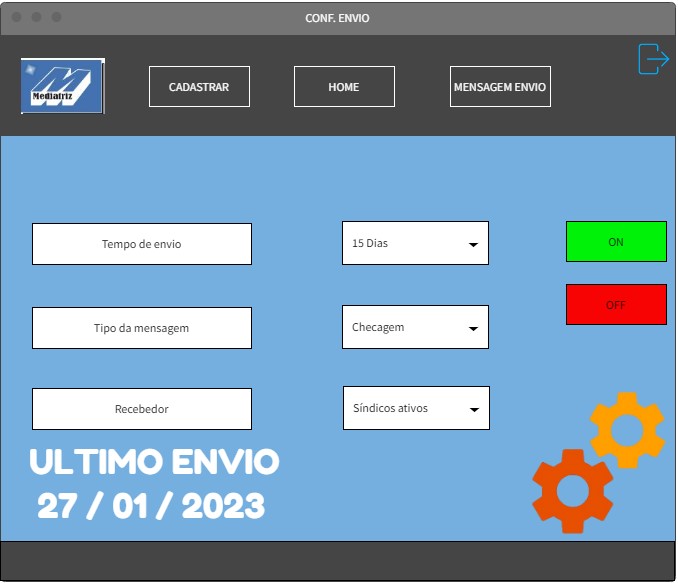 CONF. ENVIO
Mediatriz
CADASTRAR
HOME
MENSAGEM ENVIO
Tempo de envio
15 Dias
ON
OFF
Tipo da mensagem
Checagem
Recebedor
Síndicos ativos
ULTIMO ENVIO
27 / 01 / 2023